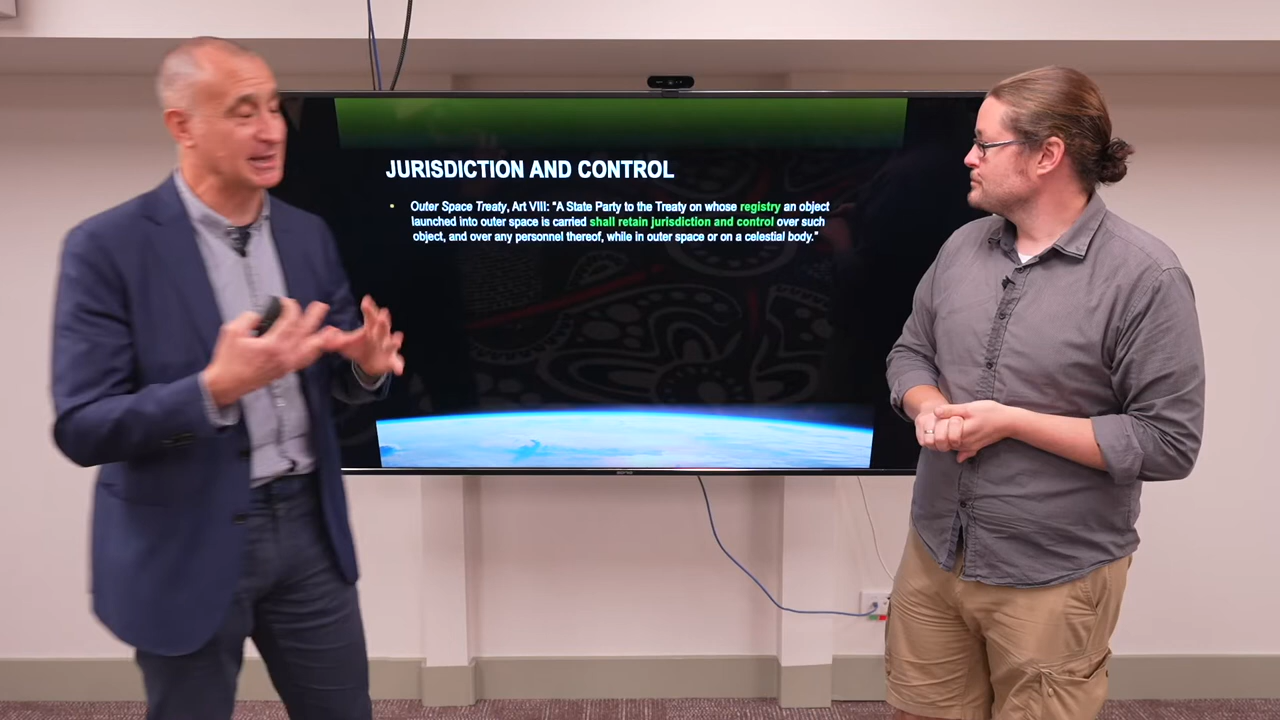 JURISDICTION AND CONTROL
▪ Outer Space Treaty, Art VIII: “A State Party to the Treaty on whose registry an object
launched into outer space is carried shall retain jurisdiction and control over such
object, and over any personnel thereof, while in outer space or on a celestial body.”